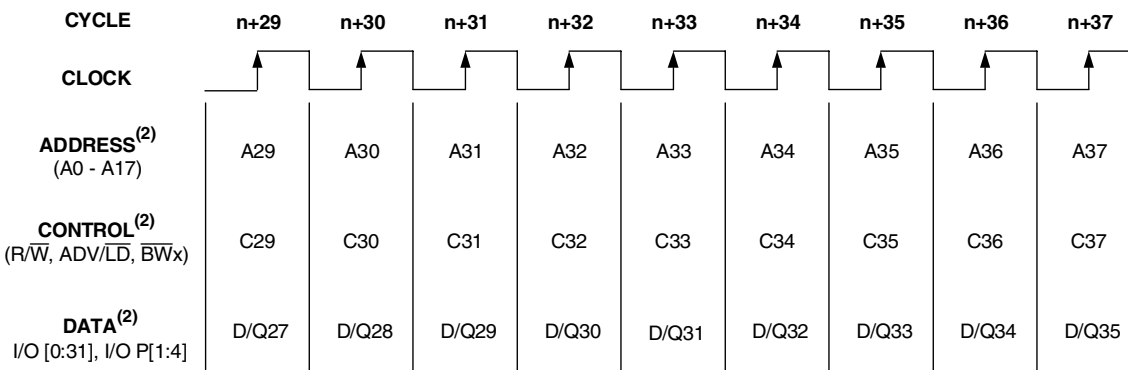 CYCLE n+29 n+30 n+31 n+32 n+33 n+34 n+35 n+36 n+37
CLOCK
ADDRESS(2) A29 A30 A31 A32 A33 A34 A35 A36 A37
(A0 - A17)
CONTROL(2) C29 C30 C31 C32 C33 C34 C35 C36 C37
(R/W̅, ADV/L̅D̅, B̅W̅x)
DATA(2) D/Q27 D/Q28 D/Q29 D/Q30 D/Q31 D/Q32 D/Q33 D/Q34 D/Q35
I/O [0:31], I/O P[1:4]